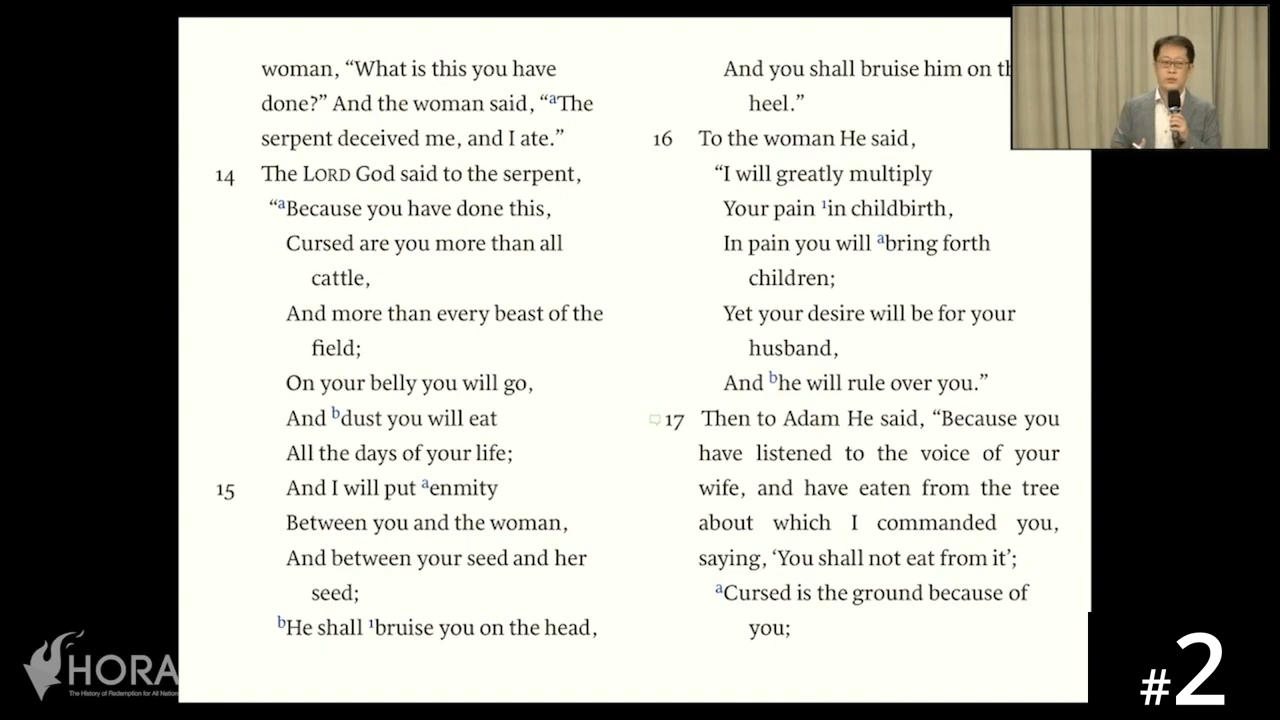 woman, “What is this you have
done?” And the woman said, “aThe
serpent deceived me, and I ate.”
14 The LORD God said to the serpent,
“aBecause you have done this,
Cursed are you more than all
cattle,
And more than every beast of the
field;
On your belly you will go,
And bdust you will eat
All the days of your life;
15 And I will put aenmity
Between you and the woman,
And between your seed and her
seed;
bHe shall 1bruise you on the head,
And you shall bruise him on th
heel.”
16 To the woman He said,
“I will greatly multiply
Your pain 1in childbirth,
In pain you will abring forth
children;
Yet your desire will be for your
husband,
And bhe will rule over you.”
17 Then to Adam He said, “Because you
have listened to the voice of your
wife, and have eaten from the tree
about which I commanded you,
saying, ‘You shall not eat from it’;
aCursed is the ground because of
you;
HORA
The History of Redemption for All Nation
#2